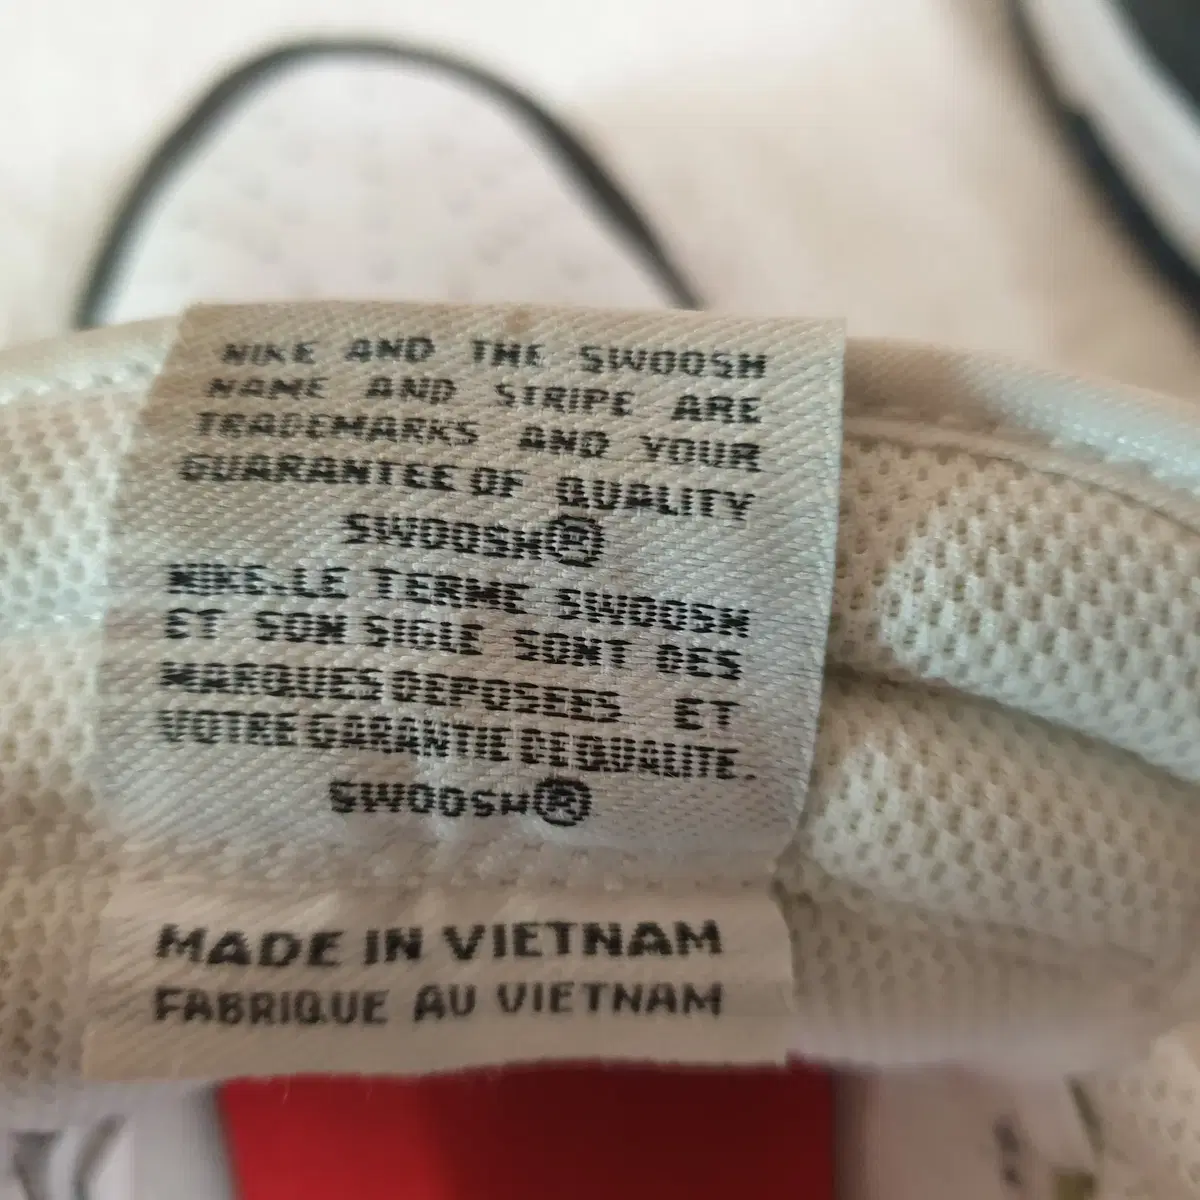 NIKE AND THE SWOOSH
NAME AND STRIPE ARE
TRADEMARKS AND YOUR
GUARANTEE OF QUALITY
SWOOSH®
NIKE-LE TERME SWOOSH
ET SON SIGLE SONT DES
MARQUES DEPOSEES ET
VOTRE GARANTIE DE QUALITE.
SWOOSH®
MADE IN VIETNAM
FABRIQUE AU VIETNAM